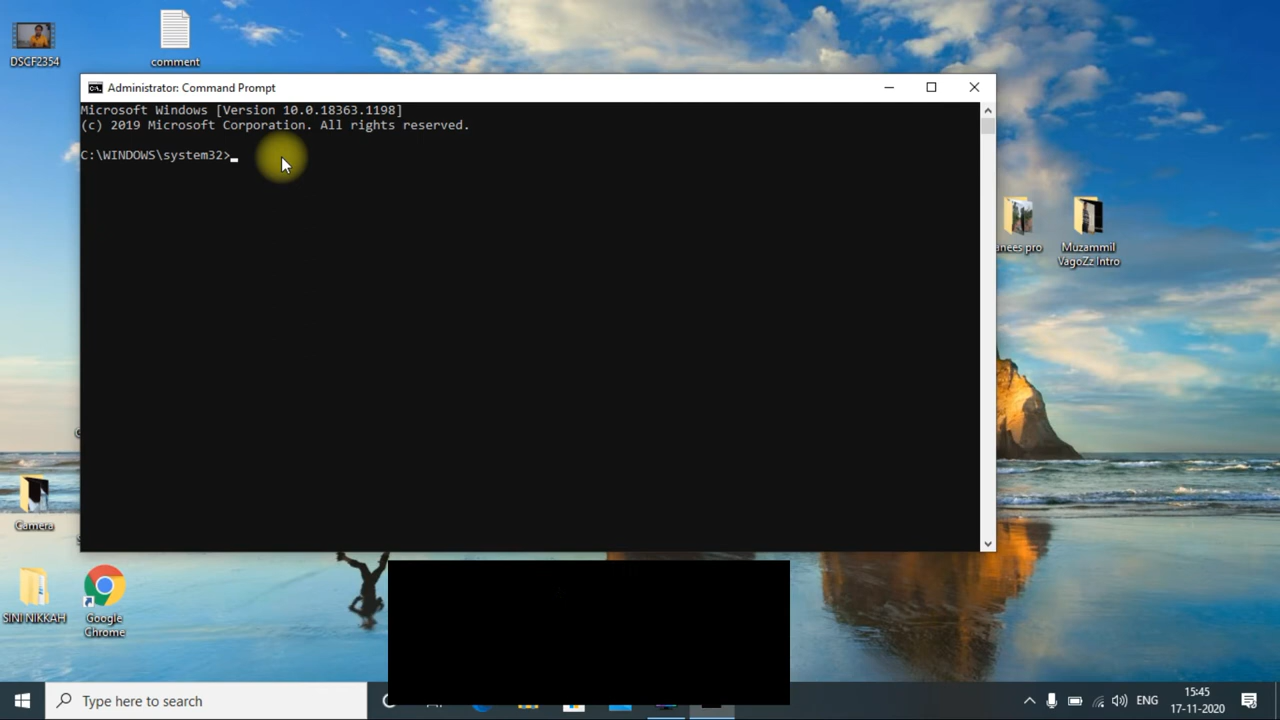 DSCF2354
comment
Administrator: Command Prompt
Microsoft Windows [Version 10.0.18363.1198]
(c) 2019 Microsoft Corporation. All rights reserved.
C:\WINDOWS\system32>
anees pro
Muzammil
VagoZz Intro
Camera
SINI NIKKAH
Google
Chrome
Type here to search
ENG
15:45
17-11-2020